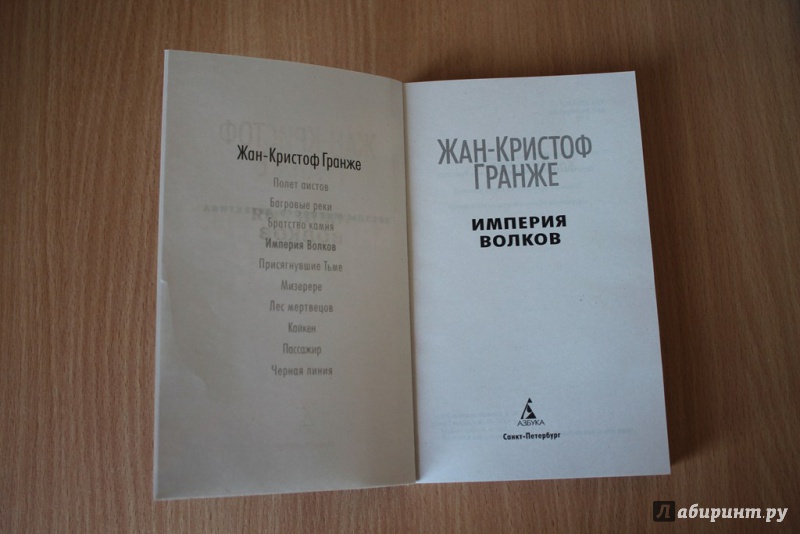 Жан-Кристоф Гранже
Полет аистов
Багровые реки
Братство камня
Империя Волков
Присягнувшие Тьме
Мизерере
Лес мертвецов
Кайкен
Пассажир
Черная линия
ЖАН-КРИСТОФ
ГРАНЖЕ
ИМПЕРИЯ
ВОЛКОВ
АЗБУКА
Санкт-Петербург
Лабиринт.ру